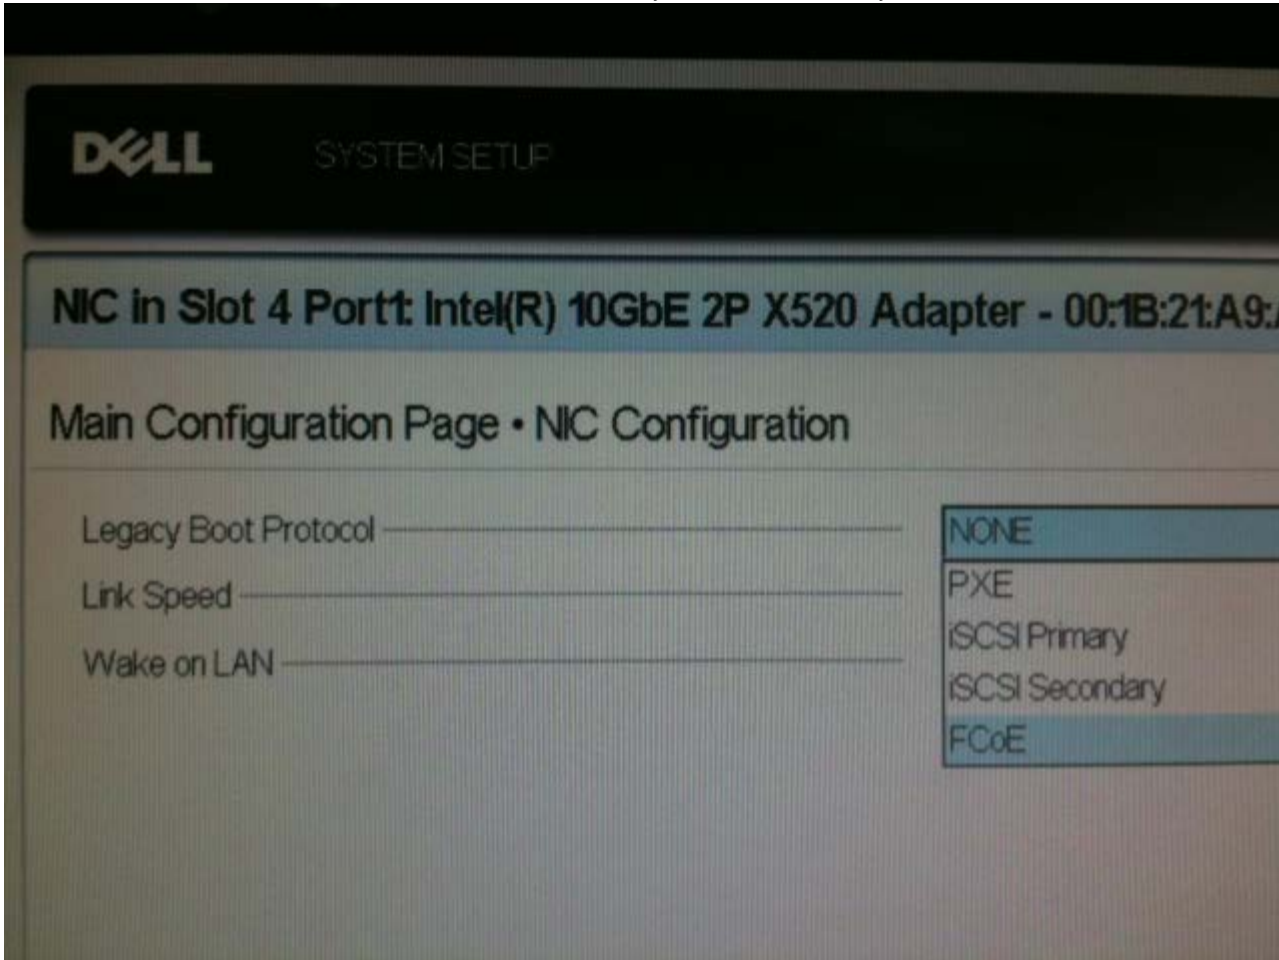 DELL SYSTEM SETUP
NIC in Slot 4 Port1: Intel(R) 10GbE 2P X520 Adapter - 00:1B:21:A9:
Main Configuration Page • NIC Configuration
Legacy Boot Protocol NONE
PXE
Link Speed
iSCSI Primary
Wake on LAN
iSCSI Secondary
FCoE